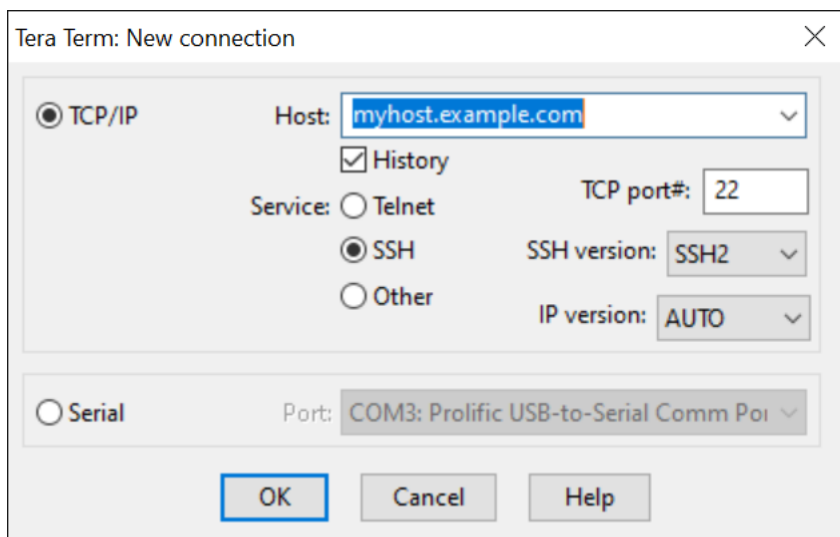 Tera Term: New connection
TCP/IP Host: myhost.example.com
History
TCP port#: 22
Service: Telnet
SSH SSH version: SSH2
Other
IP version: AUTO
Serial Port: COM3: Prolific USB-to-Serial Comm Por
OK Cancel Help